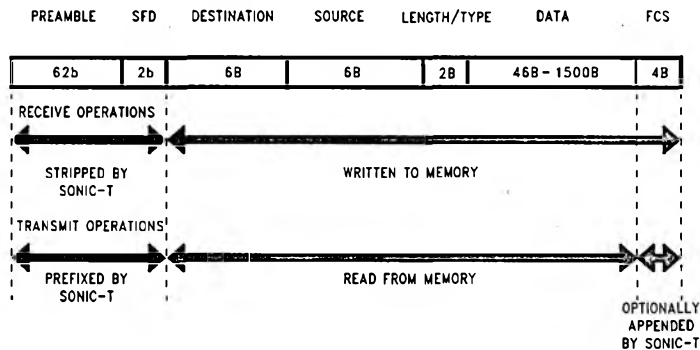 PREAMBLE SFD DESTINATION SOURCE LENGTH/TYPE DATA FCS
62b 2b 6B 6B 2B 46B-1500B 4B
RECEIVE OPERATIONS
STRIPPED BY
SONIC-T
WRITTEN TO MEMORY
TRANSMIT OPERATIONS
PREFIXED BY
SONIC-T
READ FROM MEMORY
OPTIONALLY
APPENDED
BY SONIC-T